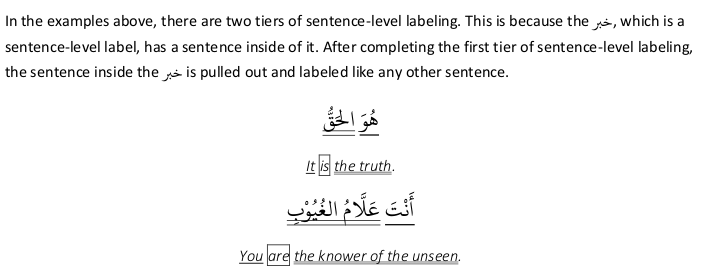 In the examples above, there are two tiers of sentence-level labeling. This is because the خبر, which is a
sentence-level label, has a sentence inside of it. After completing the first tier of sentence-level labeling,
the sentence inside the خبر is pulled out and labeled like any other sentence.
هُوَ الحَقُّ
It is the truth.
أَنْتَ عَلَّامُ الغُيُوْبِ
You are the knower of the unseen.